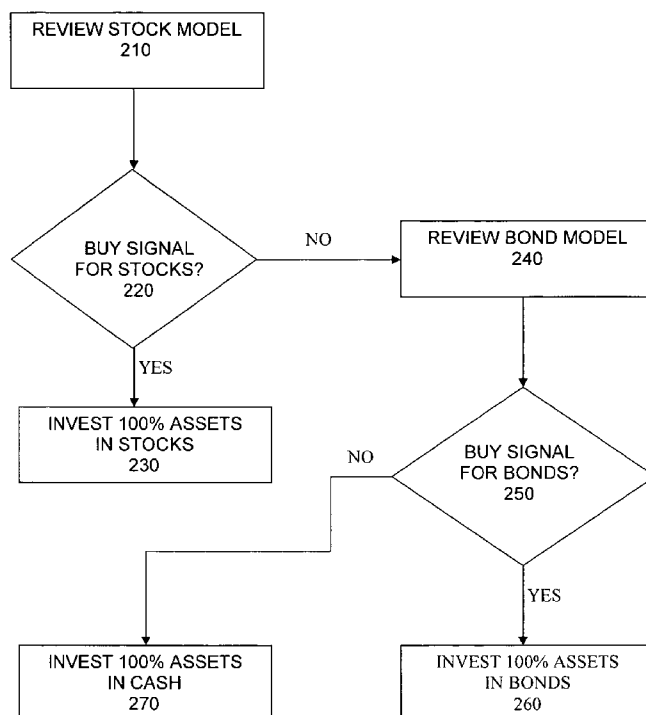 REVIEW STOCK MODEL
210
BUY SIGNAL
FOR STOCKS?
220
NO
REVIEW BOND MODEL
240
YES
INVEST 100% ASSETS
IN STOCKS
230
BUY SIGNAL
FOR BONDS?
250
NO
YES
INVEST 100% ASSETS
IN CASH
270
INVEST 100% ASSETS
IN BONDS
260